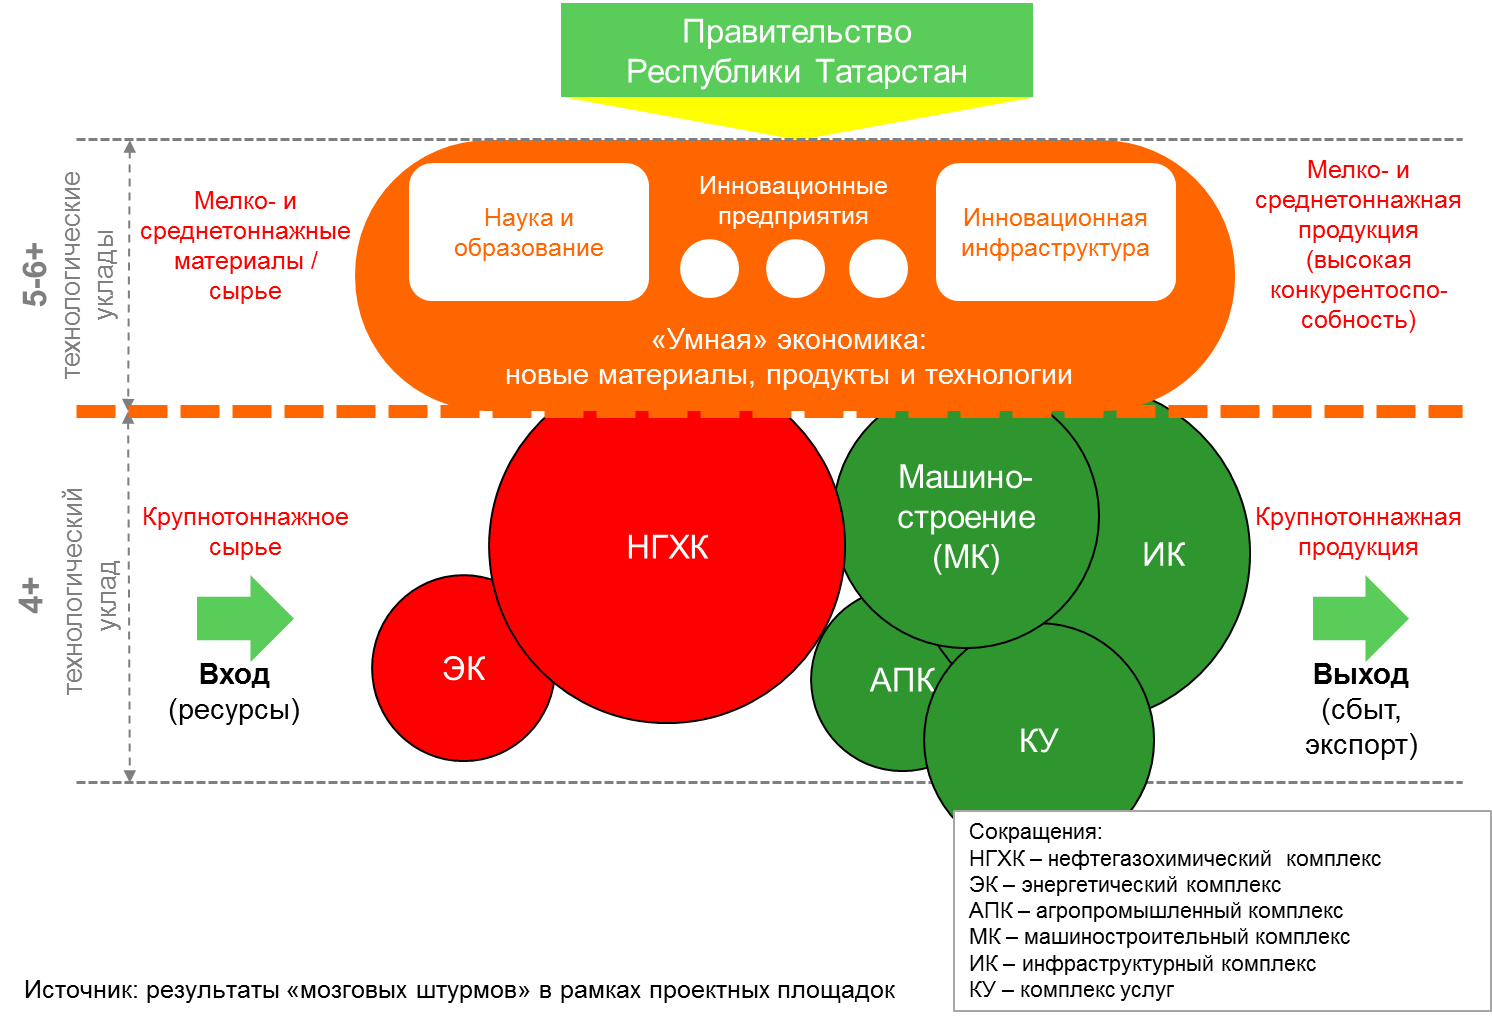 Правительство
Республики Татарстан
5-6+
технологические
уклады
Мелко- и
среднетоннажные
материалы /
сырье
Наука и
образование
Инновационные
предприятия
Инновационная
инфраструктура
«Умная» экономика:
новые материалы, продукты и технологии
Мелко- и
среднетоннажная
продукция
(высокая
конкурентоспо-
собность)
4+
технологический
уклад
Крупнотоннажное
сырье
Вход
(ресурсы)
ЭК
НГХК
Машино-
строение
(МК)
ИК
АПК
КУ
Крупнотоннажная
продукция
Выход
(сбыт,
экспорт)
Сокращения:
НГХК – нефтегазохимический комплекс
ЭК – энергетический комплекс
АПК – агропромышленный комплекс
МК – машиностроительный комплекс
ИК – инфраструктурный комплекс
КУ – комплекс услуг
Источник: результаты «мозговых штурмов» в рамках проектных площадок